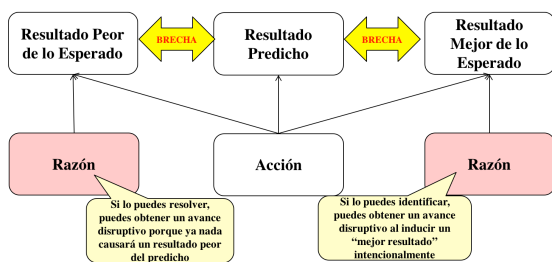 Resultado Peor
de lo Esperado
BRECHA
Resultado
Predicho
BRECHA
Resultado
Mejor de lo
Esperado
Razón
Acción
Razón
Si lo puedes resolver,
puedes obtener un avance
disruptivo porque ya nada
causará un resultado peor
del predicho
Si lo puedes identificar,
puedes obtener un avance
disruptivo al inducir un
“mejor resultado”
intencionalmente